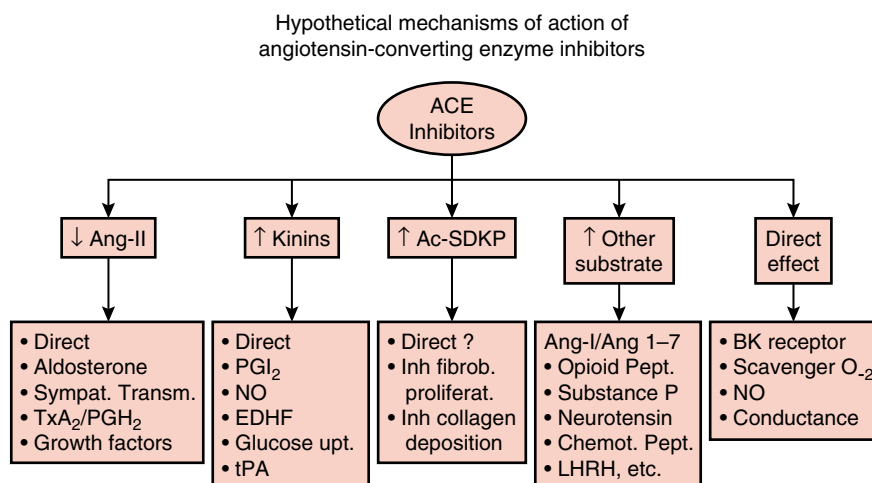 Hypothetical mechanisms of action of
angiotensin-converting enzyme inhibitors
ACE
Inhibitors
↓ Ang-II
↑ Kinins
↑ Ac-SDKP
↑ Other
substrate
Direct
effect
• Direct
• Aldosterone
• Sympat. Transm.
• TxA₂/PGH₂
• Growth factors
• Direct
• PGI₂
• NO
• EDHF
• Glucose upt.
• tPA
• Direct ?
• Inh fibrob.
proliferat.
• Inh collagen
deposition
Ang-I/Ang 1–7
• Opioid Pept.
• Substance P
• Neurotensin
• Chemot. Pept.
• LHRH, etc.
• BK receptor
• Scavenger O₋₂
• NO
• Conductance